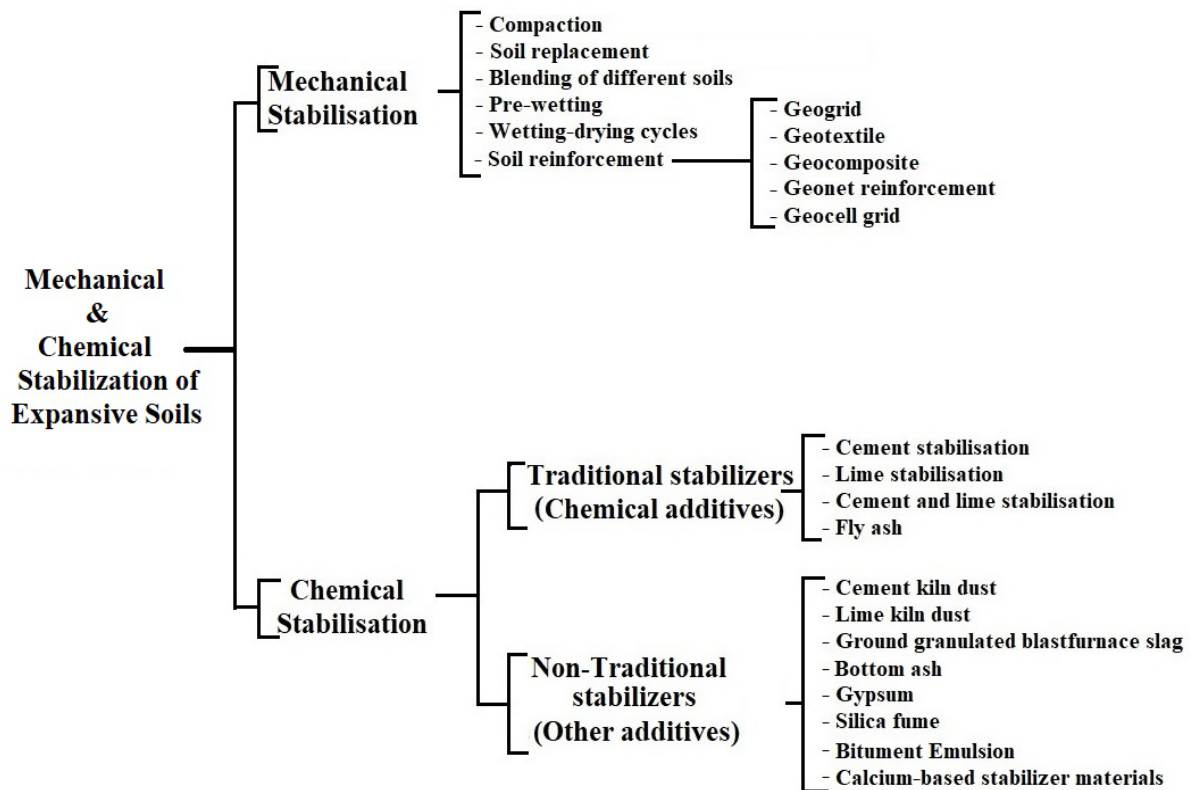 Mechanical
&
Chemical
Stabilization of
Expansive Soils
Mechanical
Stabilisation
- Compaction
- Soil replacement
- Blending of different soils
- Pre-wetting
- Wetting-drying cycles
- Soil reinforcement
- Geogrid
- Geotextile
- Geocomposite
- Geonet reinforcement
- Geocell grid
Chemical
Stabilisation
Traditional stabilizers
(Chemical additives)
- Cement stabilisation
- Lime stabilisation
- Cement and lime stabilisation
- Fly ash
Non-Traditional
stabilizers
(Other additives)
- Cement kiln dust
- Lime kiln dust
- Ground granulated blastfurnace slag
- Bottom ash
- Gypsum
- Silica fume
- Bitument Emulsion
- Calcium-based stabilizer materials